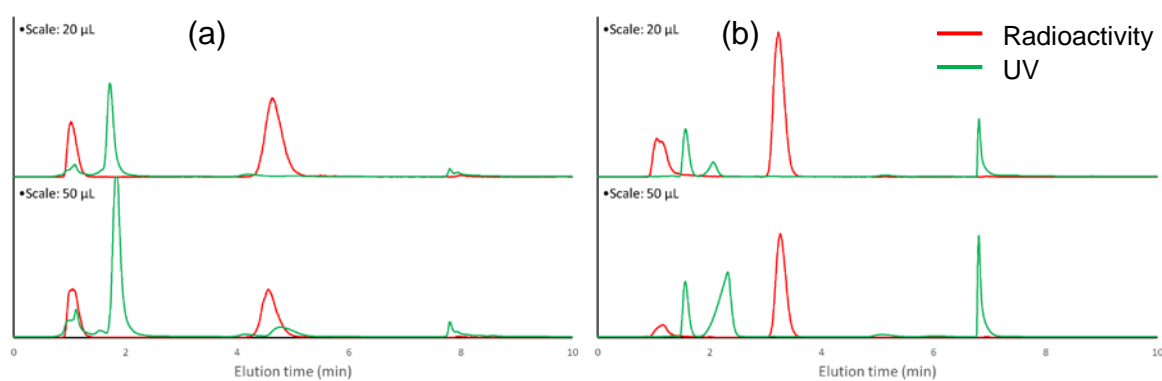 •Scale: 20 µL
(a)
•Scale: 50 µL
0 2 4 6 8 10
Elution time (min)
•Scale: 20 µL
(b)
Radioactivity
UV
•Scale: 50 µL
0 2 4 6 8 10
Elution time (min)